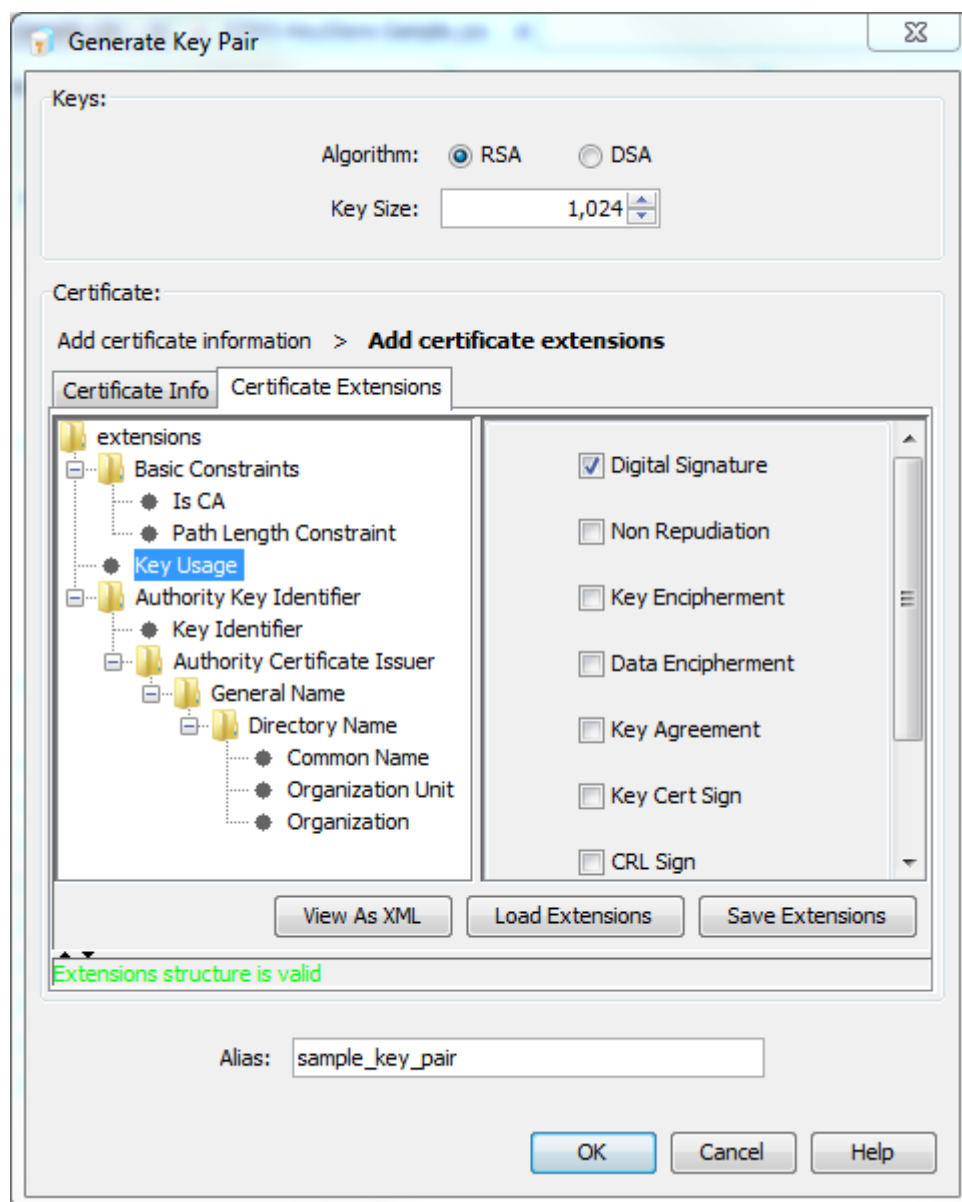 Generate Key Pair
Keys:
Algorithm: RSA DSA
Key Size: 1,024
Certificate:
Add certificate information > Add certificate extensions
Certificate Info Certificate Extensions
extensions
Basic Constraints
Is CA
Path Length Constraint
Key Usage
Authority Key Identifier
Key Identifier
Authority Certificate Issuer
General Name
Directory Name
Common Name
Organization Unit
Organization
Digital Signature
Non Repudiation
Key Encipherment
Data Encipherment
Key Agreement
Key Cert Sign
CRL Sign
View As XML Load Extensions Save Extensions
Extensions structure is valid
Alias: sample_key_pair
OK Cancel Help